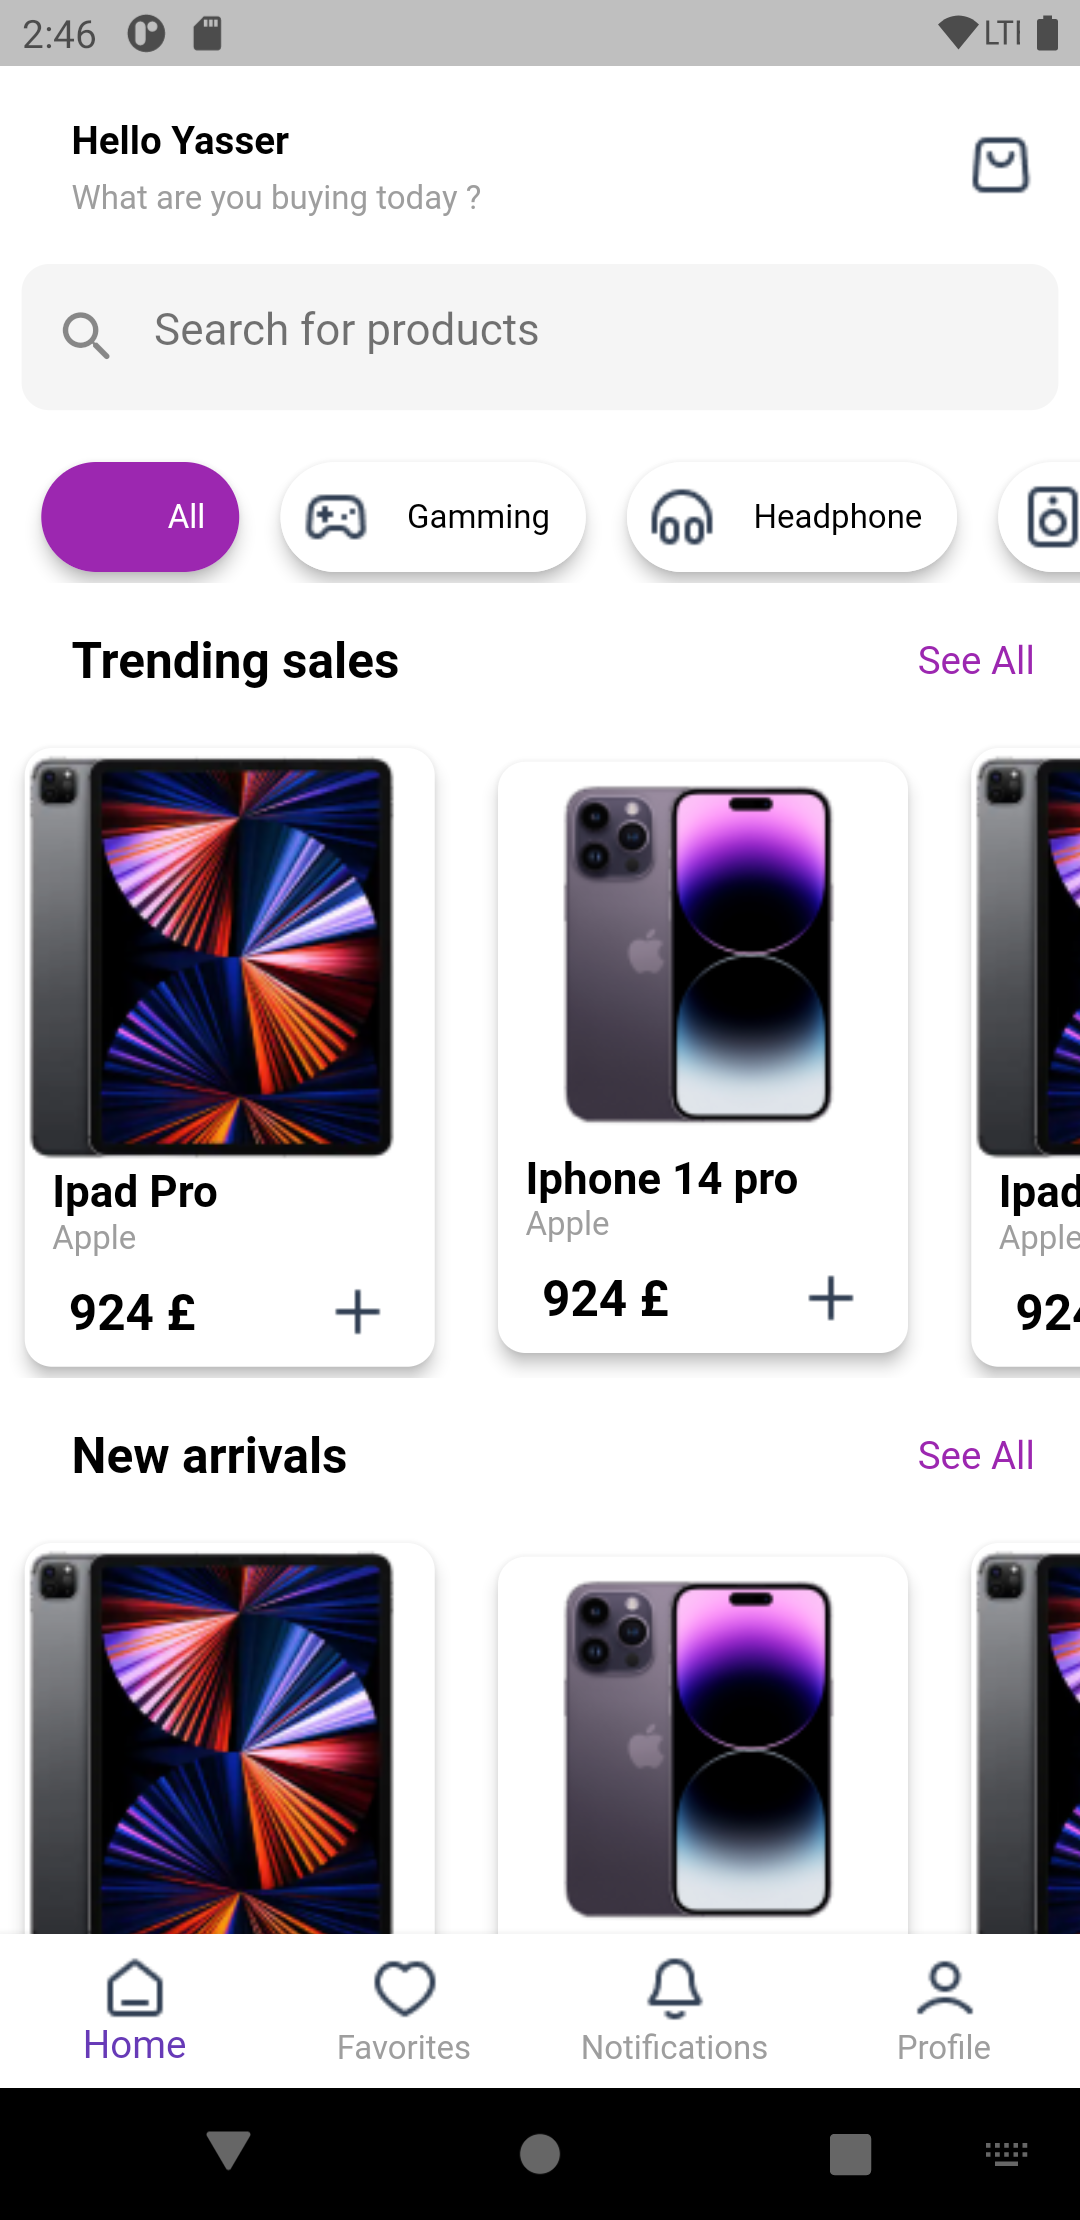 2:46
LTE
Hello Yasser
What are you buying today ?
Search for products
All
Gamming
Headphone
Trending sales
See All
Ipad Pro
Apple
924 £
Iphone 14 pro
Apple
924 £
Ipad
Apple
924
New arrivals
See All
Home
Favorites
Notifications
Profile